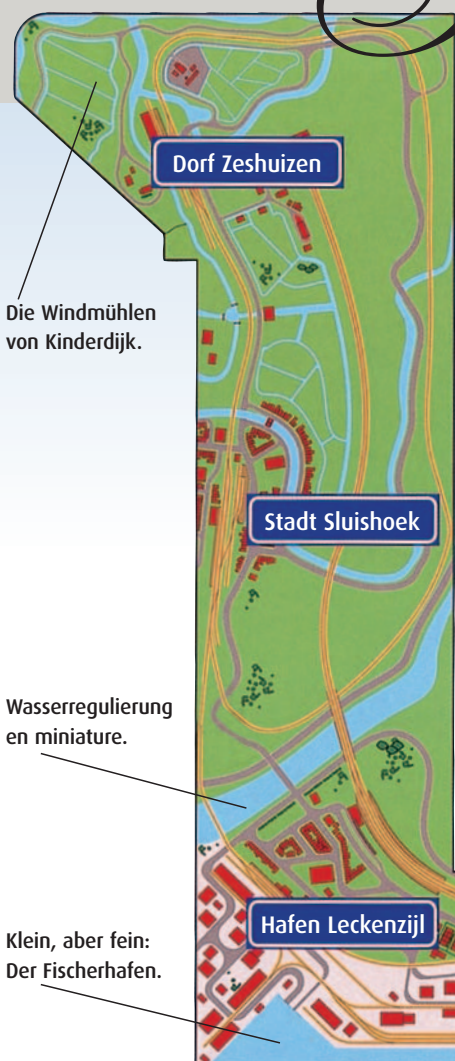 Dorf Zeshuizen
Die Windmühlen
von Kinderdijk.
Stadt Sluishoek
Wasserregulierung
en miniature.
Hafen Leckenzijl
Klein, aber fein:
Der Fischerhafen.